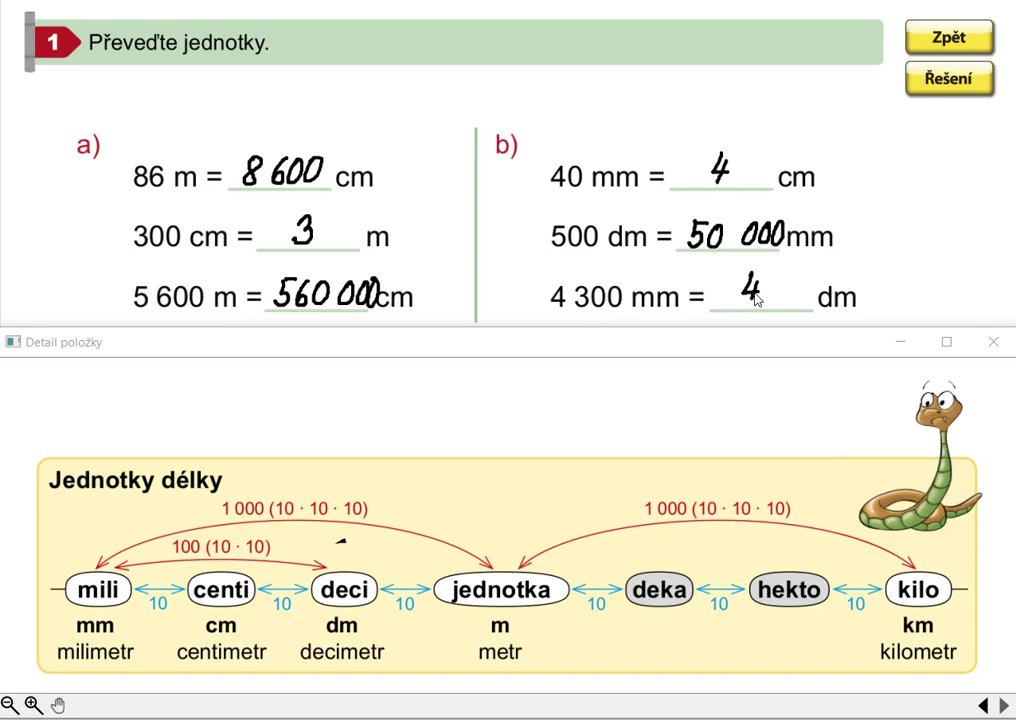 1 Převeďte jednotky.
Zpět
Řešení
a)
86 m = 8 600 cm
300 cm = 3 m
5 600 m = 560 000 cm
b)
40 mm = 4 cm
500 dm = 50 000 mm
4 300 mm = 4 dm
Detail položky
Jednotky délky
1 000 (10 · 10 · 10)
1 000 (10 · 10 · 10)
100 (10 · 10)
mili centi deci jednotka deka hekto kilo
10 10 10 10 10 10
mm cm dm m km
milimetr centimetr decimetr metr kilometr